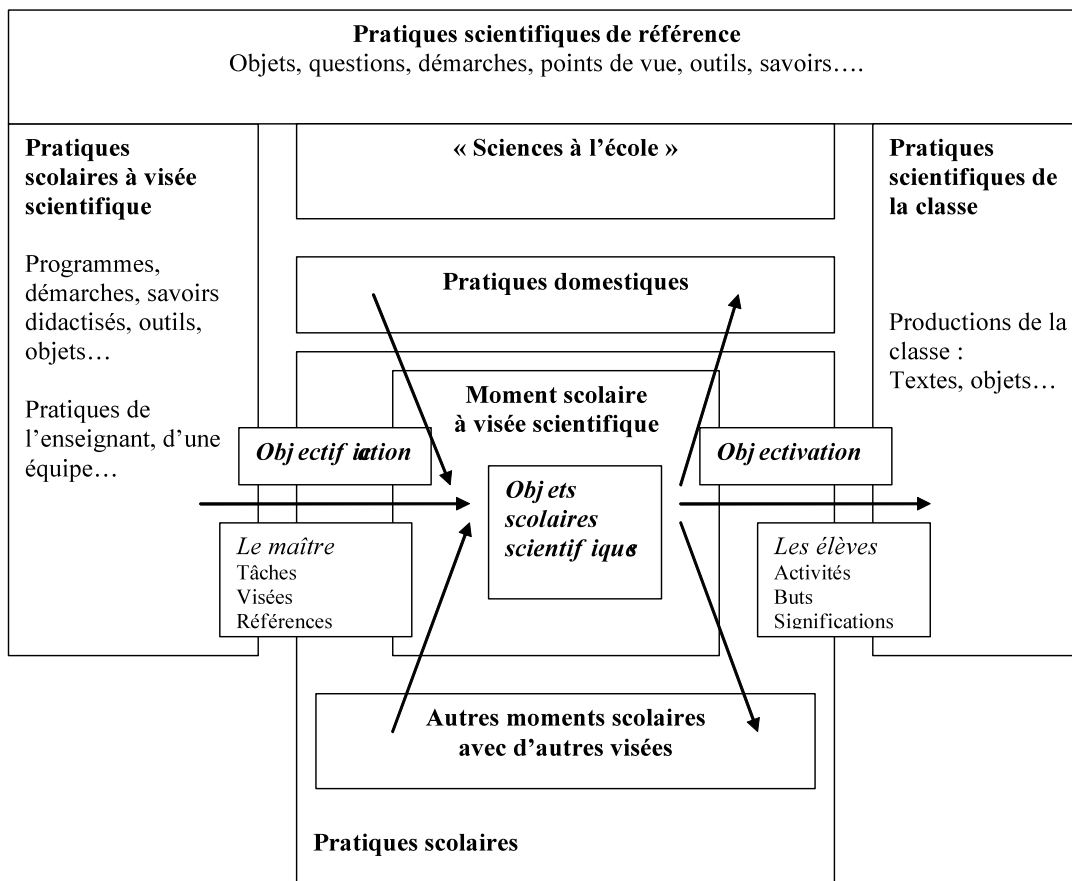 Pratiques scientifiques de référence
Objets, questions, démarches, points de vue, outils, savoirs….
Pratiques
scolaires à visée
scientifique
Programmes,
démarches, savoirs
didactisés, outils,
objets…
Pratiques de
l’enseignant, d’une
équipe…
« Sciences à l’école »
Pratiques domestiques
Moment scolaire
à visée scientifique
Objectification
Le maître
Tâches
Visées
Références
Objets
scolaires
scientifiques
Objectivation
Les élèves
Activités
Buts
Significations
Pratiques
scientifiques de
la classe
Productions de la
classe :
Textes, objets…
Autres moments scolaires
avec d’autres visées
Pratiques scolaires